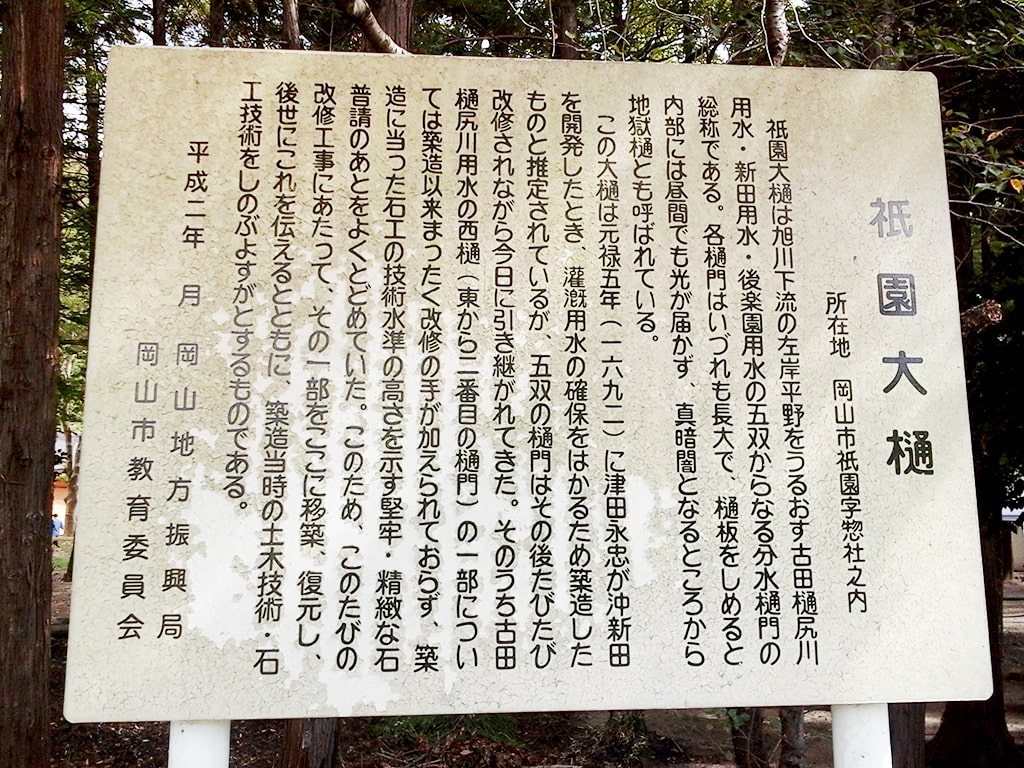 祇園大樋
所在地　岡山市祇園字惣社之内
祇園大樋は旭川下流の左岸平野をうるおす古田樋尻川
用水・新田用水・後楽園用水の五双からなる分水樋門の
総称である。各樋門はいづれも長大で、樋板をしめると
内部には昼間でも光が届かず、真暗闇となるところから
地獄樋とも呼ばれている。
この大樋は元禄五年（一六九二）に津田永忠が沖新田
を開発したとき、灌漑用水の確保をはかるため築造した
ものと推定されているが、五双の樋門はその後たびたび
改修されながら今日に引き継がれてきた。そのうち古田
樋尻川用水の西樋（東から二番目の樋門）の一部につい
ては築造以来まったく改修の手が加えられておらず、築
造に当った石工の技術水準の高さを示す堅牢・精緻な石
普請のあとをよくとどめていた。このため、このたびの
改修工事にあたって、その一部をここに移築、復元し、
後世にこれを伝えるとともに、築造当時の土木技術・石
工技術をしのぶよすがとするものである。
平成二年　月
岡山地方振興局
岡山市教育委員会